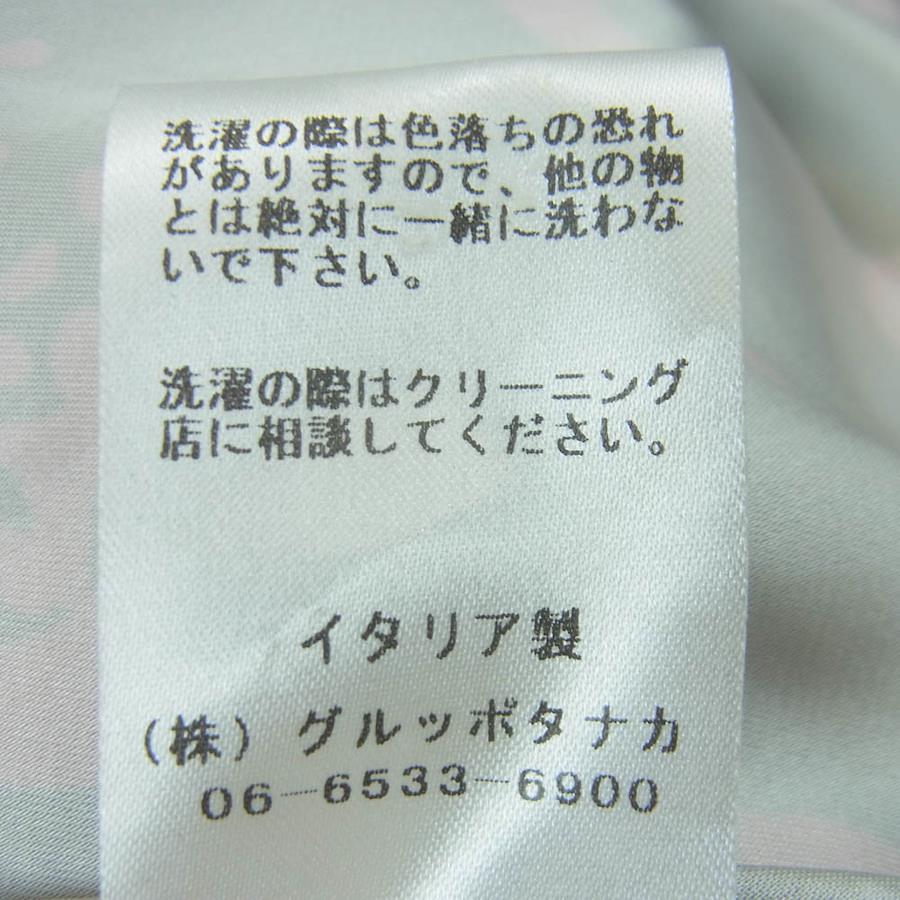 洗濯の際は色落ちの恐れ
がありますので、他の物
とは絶対に一緒に洗わな
いで下さい。
洗濯の際はクリーニング
店に相談してください。
イタリア製
(株) グルッポタナカ
06-6533-6900